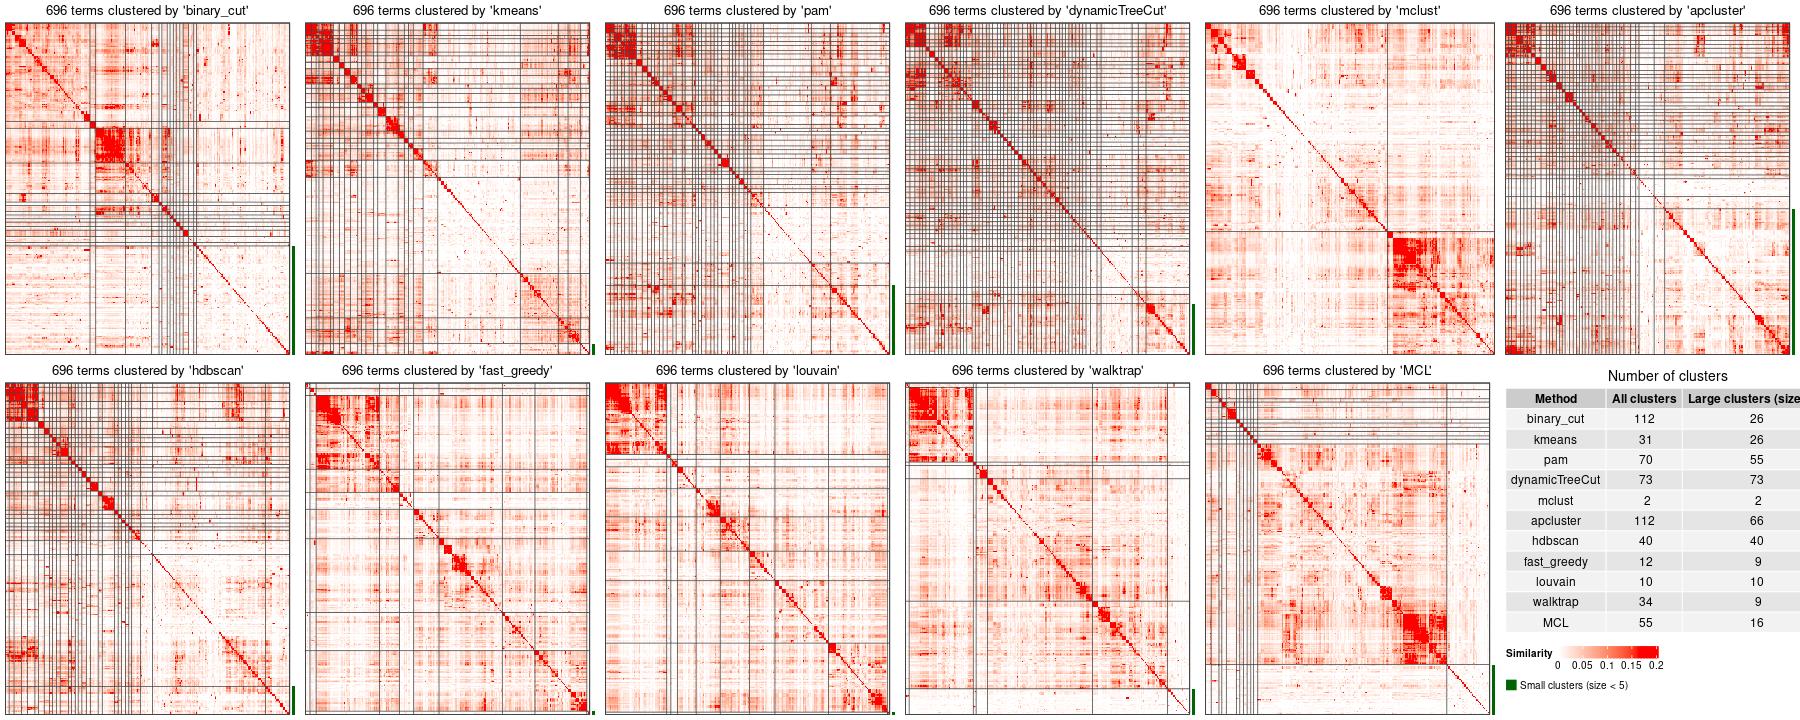 696 terms clustered by 'binary_cut'
696 terms clustered by 'kmeans'
696 terms clustered by 'pam'
696 terms clustered by 'dynamicTreeCut'
696 terms clustered by 'mclust'
696 terms clustered by 'apcluster'
696 terms clustered by 'hdbscan'
696 terms clustered by 'fast_greedy'
696 terms clustered by 'louvain'
696 terms clustered by 'walktrap'
696 terms clustered by 'MCL'
Number of clusters
Method All clusters Large clusters (size
binary_cut 112 26
kmeans 31 26
pam 70 55
dynamicTreeCut 73 73
mclust 2 2
apcluster 112 66
hdbscan 40 40
fast_greedy 12 9
louvain 10 10
walktrap 34 9
MCL 55 16
Similarity
0 0.05 0.1 0.15 0.2
Small clusters (size < 5)